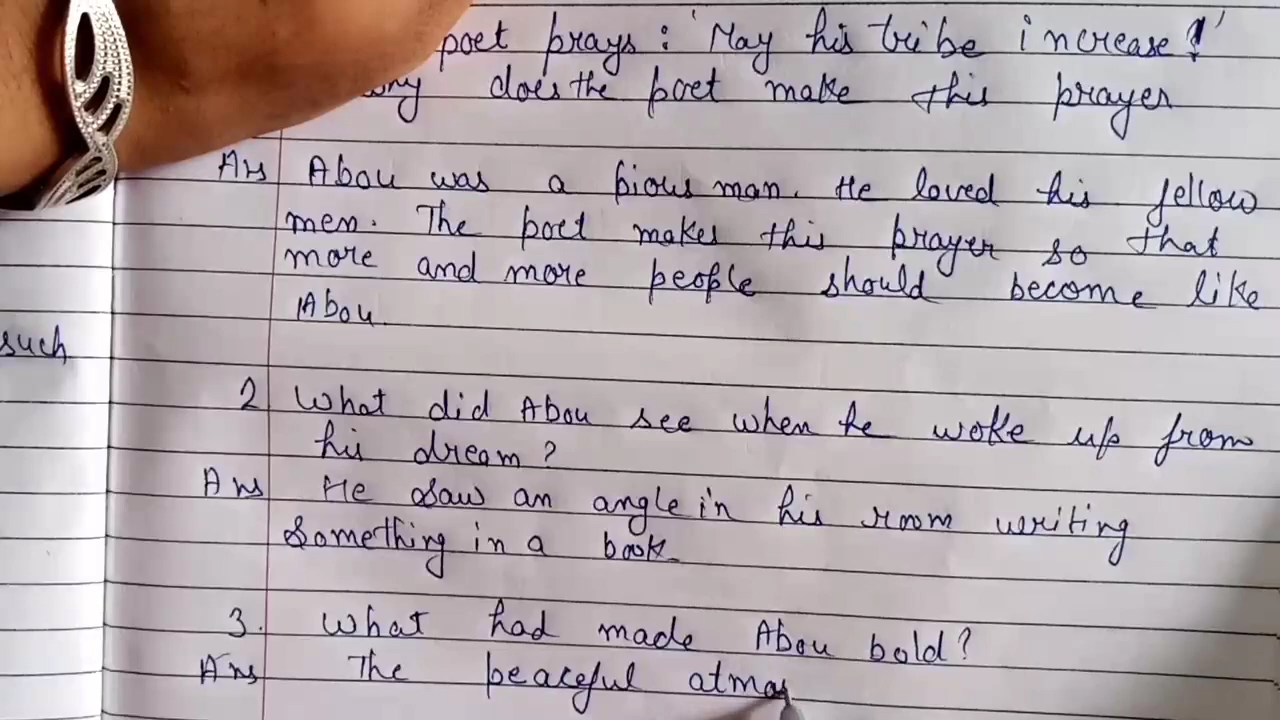 poet prays : 'May his tribe increase!'
why does the poet make this prayer
Ans Abou was a pious man. He loved his fellow
men. The poet makes this prayer so that
more and more people should become like
Abou.
such
2 What did Abou see when he woke up from
his dream?
Ans He saw an angle in his room writing
Something in a book
3. What had made Abou bold?
Ans The peaceful atmos